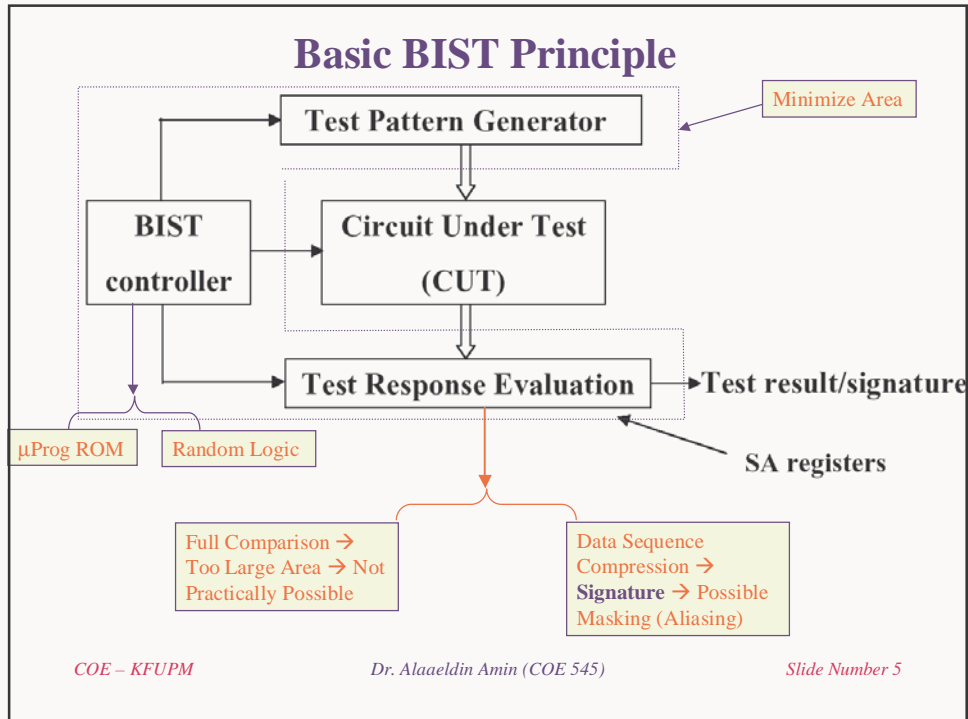 Basic BIST Principle
Minimize Area
Test Pattern Generator
BIST
controller
Circuit Under Test
(CUT)
Test Response Evaluation
Test result/signature
µProg ROM
Random Logic
SA registers
Full Comparison →
Too Large Area → Not
Practically Possible
Data Sequence
Compression →
Signature → Possible
Masking (Aliasing)
COE – KFUPM
Dr. Alaaeldin Amin (COE 545)
Slide Number 5